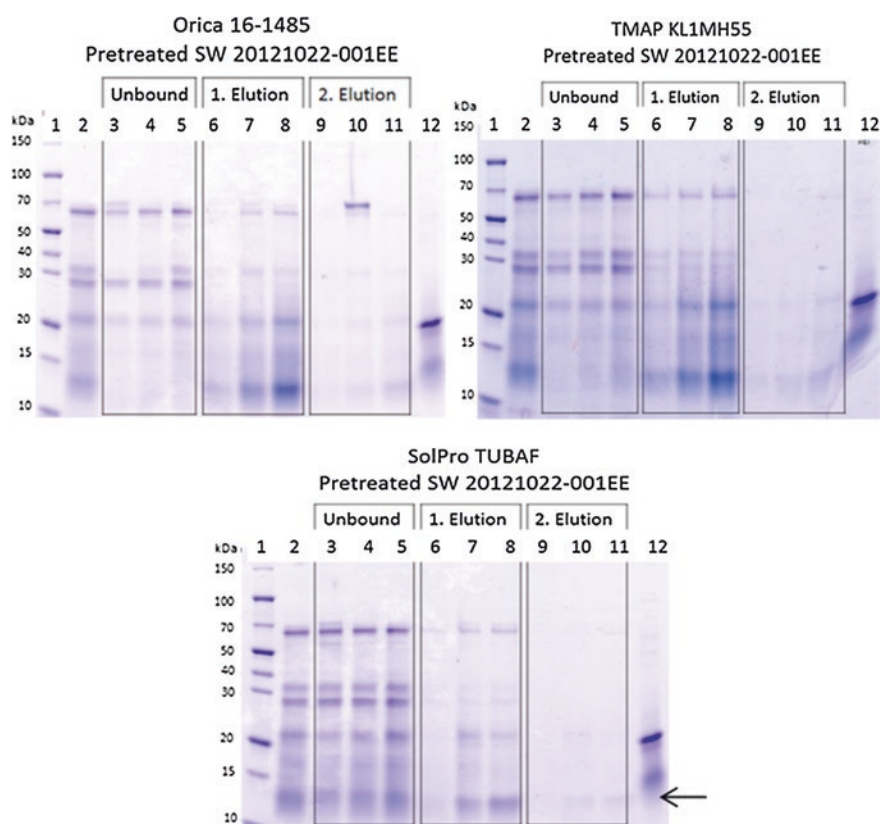 Orica 16-1485
Pretreated SW 20121022-001EE
Unbound 1. Elution 2. Elution
kDa 1 2 3 4 5 6 7 8 9 10 11 12
150
100
70
50
40
30
20
15
10
TMAP KL1MH55
Pretreated SW 20121022-001EE
Unbound 1. Elution 2. Elution
kDa
150 1 2 3 4 5 6 7 8 9 10 11 12
100
70
50
40
30
20
15
10
SolPro TUBAF
Pretreated SW 20121022-001EE
Unbound 1. Elution 2. Elution
kDa 1 2 3 4 5 6 7 8 9 10 11 12
150
100
70
50
40
30
20
15
10